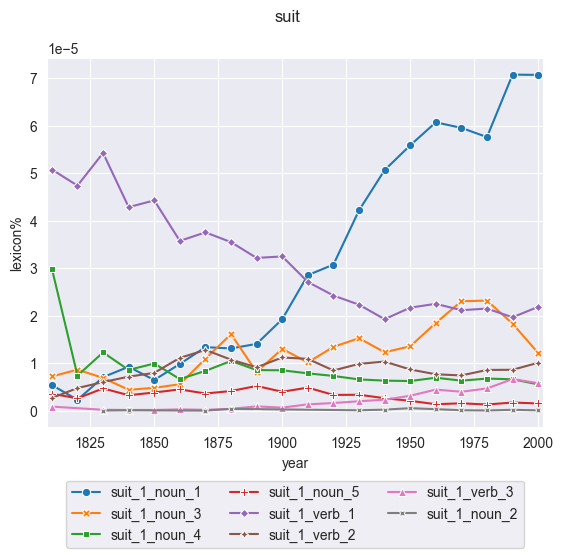 suit
1e−5
7
6
5
4
3
2
1
0
lexicon%
1825 1850 1875 1900 1925 1950 1975 2000
year
suit_1_noun_1 suit_1_noun_5 suit_1_verb_3
suit_1_noun_3 suit_1_verb_1 suit_1_noun_2
suit_1_noun_4 suit_1_verb_2